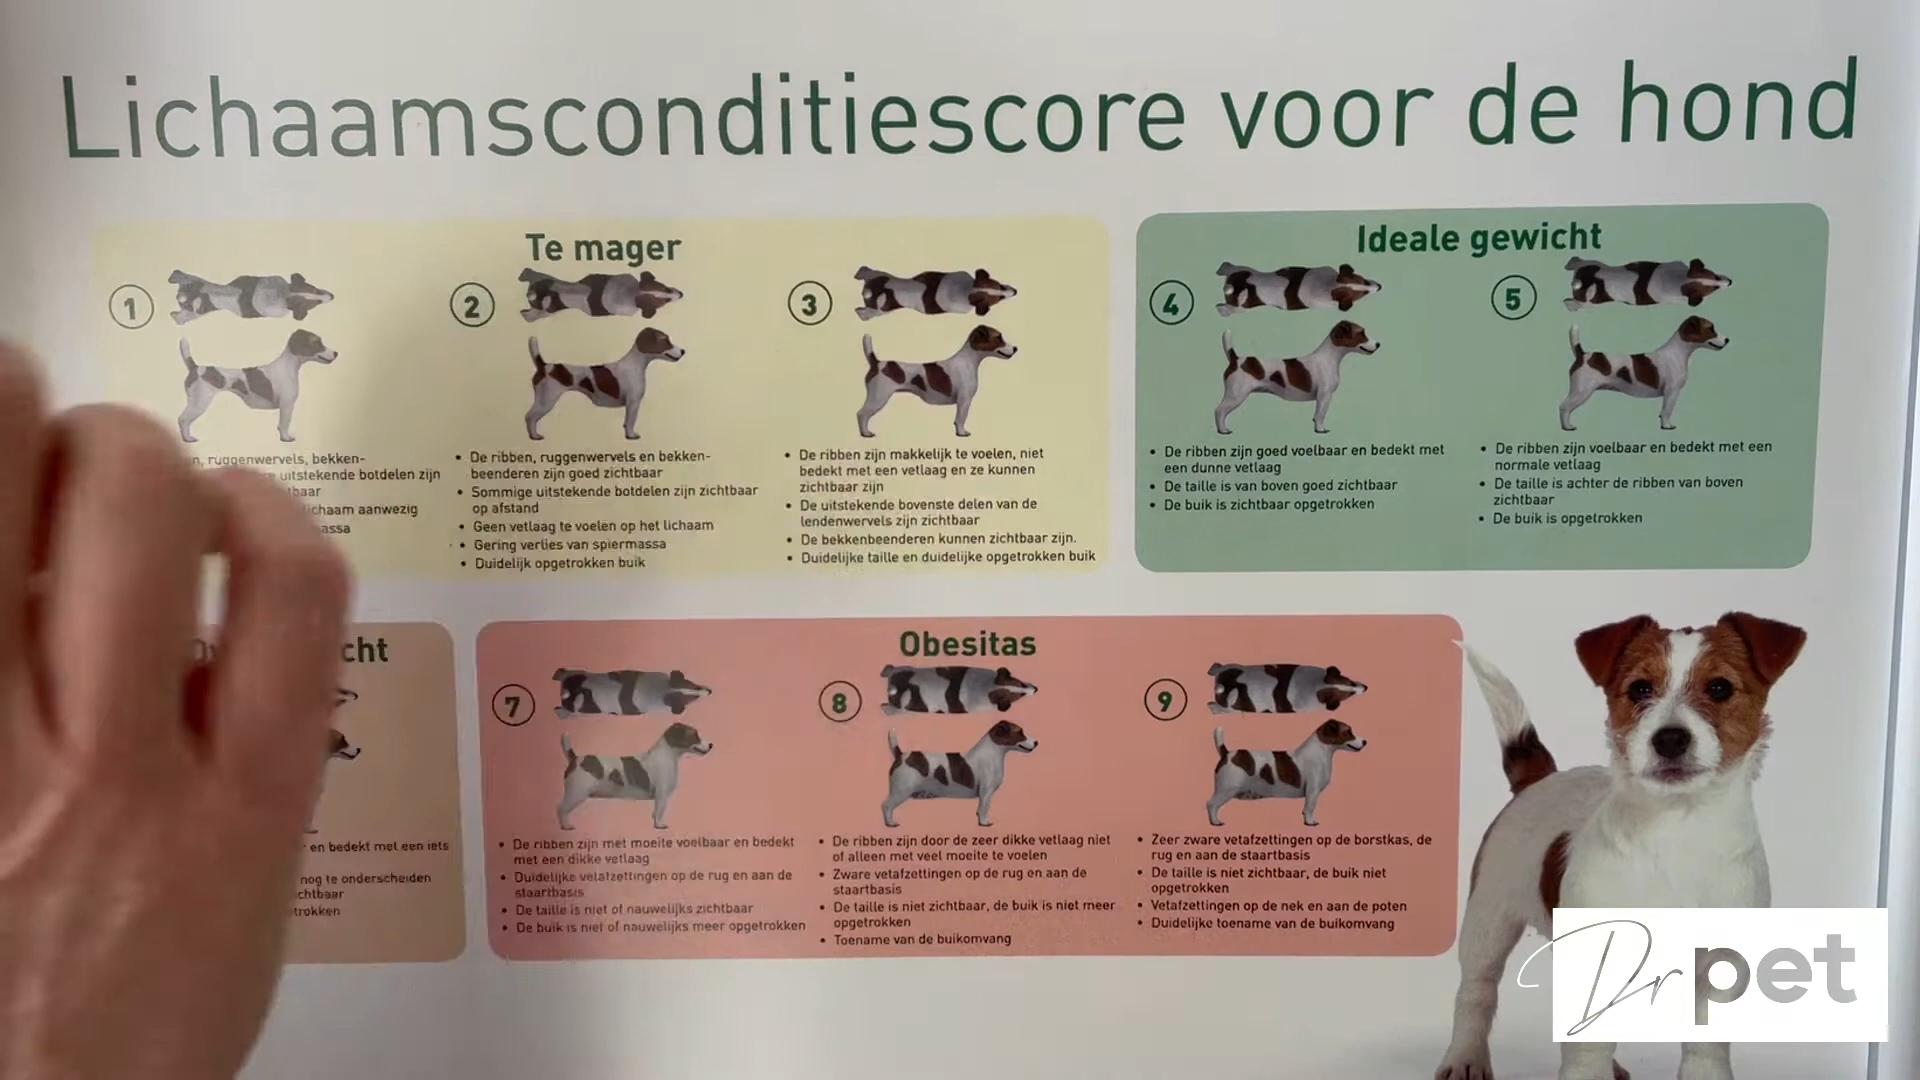 Lichaamsconditiescore voor de hond
Te mager
1
ruggenwervels, bekken-
uitstekende botdelen zijn
lichaam aanwezig
2
• De ribben, ruggenwervels en bekken-
beenderen zijn goed zichtbaar
• Sommige uitstekende botdelen zijn zichtbaar
op afstand
• Geen vetlaag te voelen op het lichaam
• Gering verlies van spiermassa
• Duidelijk opgetrokken buik
3
• De ribben zijn makkelijk te voelen, niet
bedekt met een vetlaag en ze kunnen
zichtbaar zijn
• De uitstekende bovenste delen van de
lendenwervels zijn zichtbaar
• De bekkenbeenderen kunnen zichtbaar zijn.
• Duidelijke taille en duidelijke opgetrokken buik
Ideale gewicht
4
• De ribben zijn goed voelbaar en bedekt met
een dunne vetlaag
• De taille is van boven goed zichtbaar
• De buik is zichtbaar opgetrokken
5
• De ribben zijn voelbaar en bedekt met een
normale vetlaag
• De taille is achter de ribben van boven
zichtbaar
• De buik is opgetrokken
cht
en bedekt met een iets
nog te onderscheiden
Obesitas
7
• De ribben zijn met moeite voelbaar en bedekt
met een dikke vetlaag
• Duidelijke vetafzettingen op de rug en aan de
staartbasis
• De taille is niet of nauwelijks zichtbaar
• De buik is niet of nauwelijks meer opgetrokken
8
• De ribben zijn door de zeer dikke vetlaag niet
of alleen met veel moeite te voelen
• Zware vetafzettingen op de rug en aan de
staartbasis
• De taille is niet zichtbaar, de buik is niet meer
opgetrokken
• Toename van de buikomvang
9
• Zeer zware vetafzettingen op de borstkas, de
rug en aan de staartbasis
• De taille is niet zichtbaar, de buik niet
opgetrokken
• Vetafzettingen op de nek en aan de poten
• Duidelijke toename van de buikomvang
Dr pet